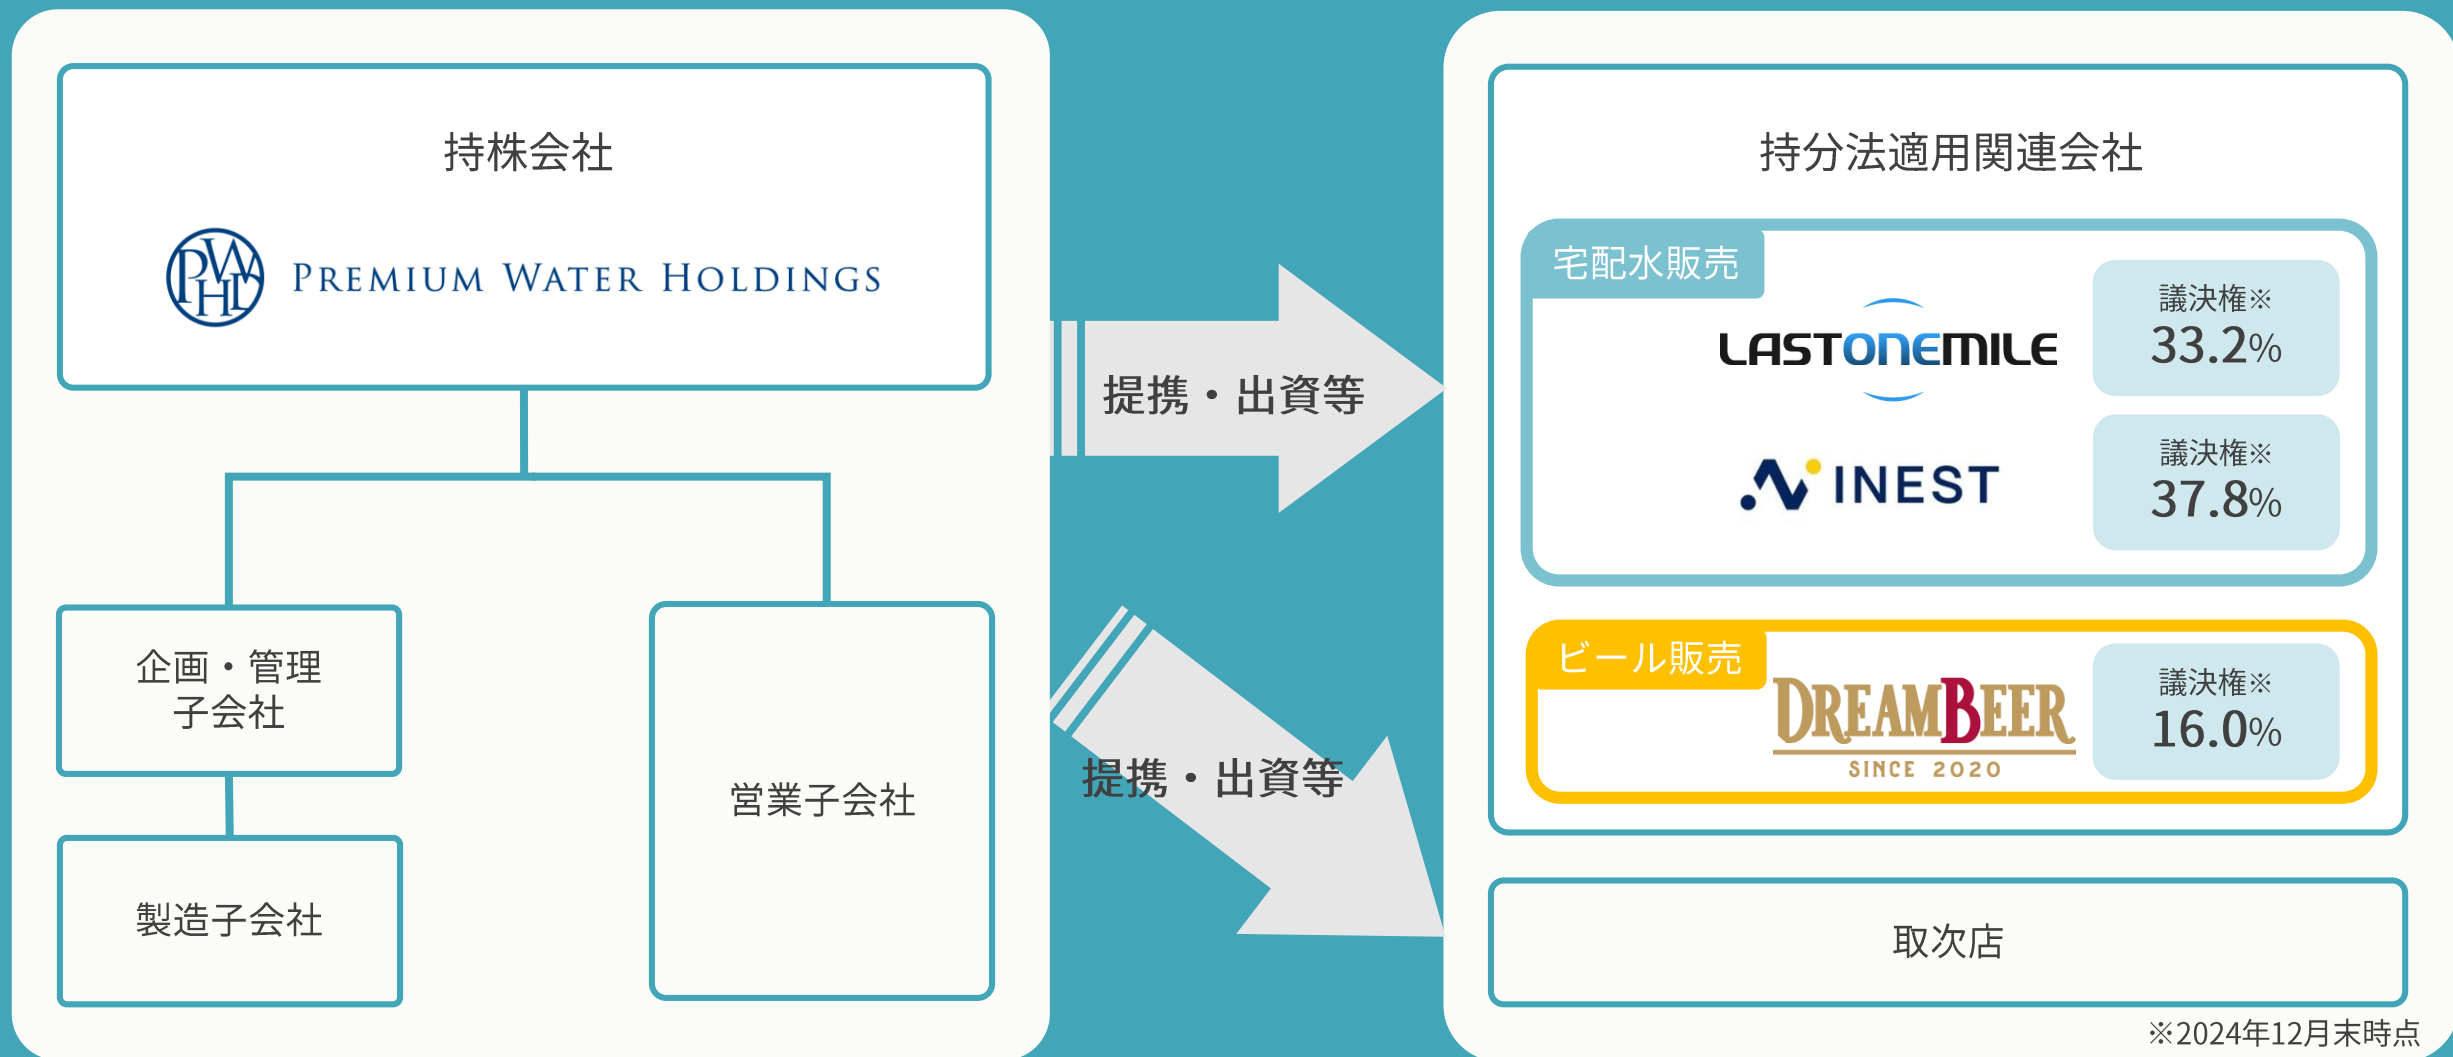 持株会社
PWHD PREMIUM WATER HOLDINGS
企画・管理
子会社
製造子会社
営業子会社
提携・出資等
提携・出資等
持分法適用関連会社
宅配水販売
LASTONEMILE
議決権※
33.2%
INEST
議決権※
37.8%
ビール販売
DREAMBEER
SINCE 2020
議決権※
16.0%
取次店
※2024年12月末時点